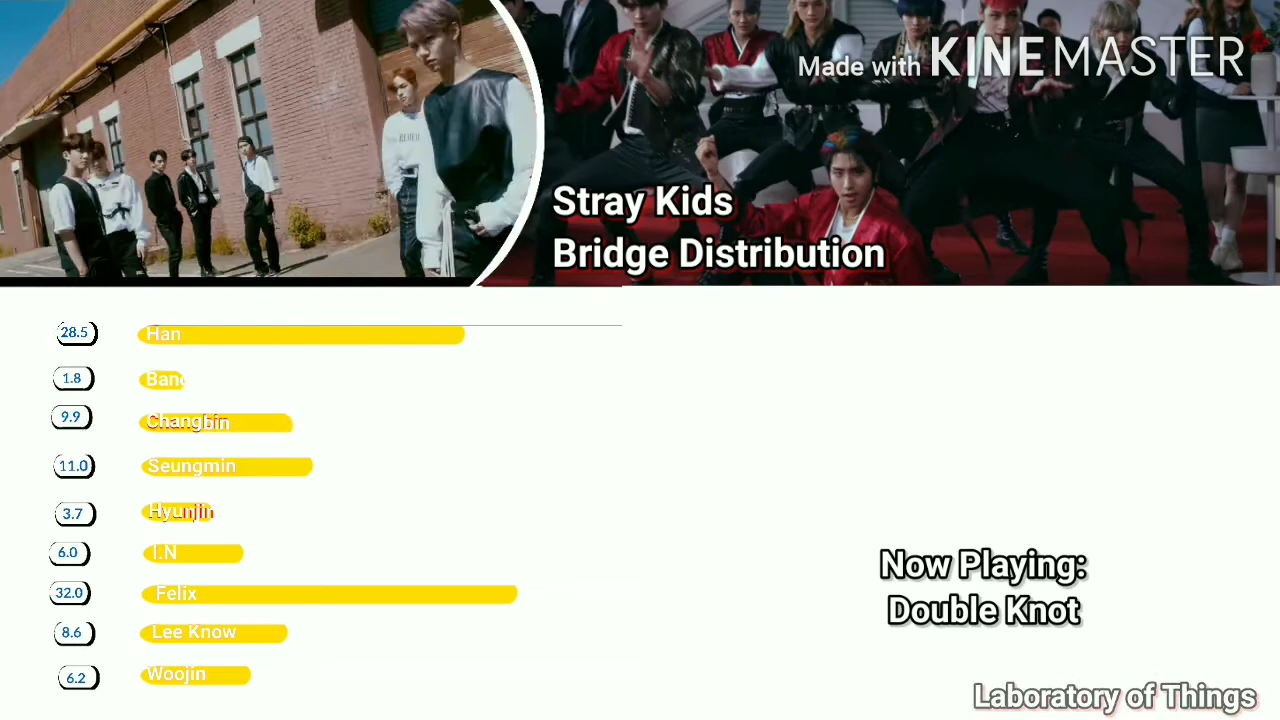 Made with KINEMASTER
Stray Kids
Bridge Distribution
28.5 Han
1.8 Bang
9.9 Changbin
11.0 Seungmin
3.7 Hyunjin
6.0 I.N
32.0 Felix
8.6 Lee Know
6.2 Woojin
Now Playing:
Double Knot
Laboratory of Things